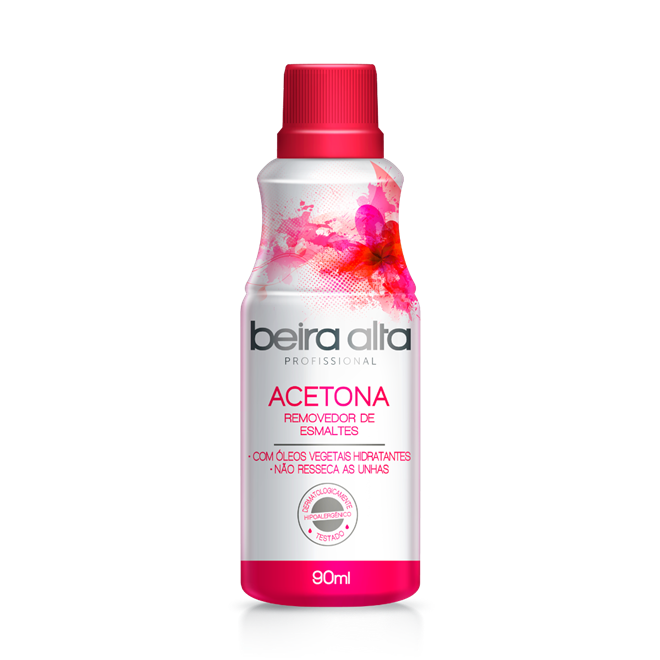 beira alta
PROFISSIONAL
ACETONA
REMOVEDOR DE
ESMALTES
• COM ÓLEOS VEGETAIS HIDRATANTES
• NÃO RESSECA AS UNHAS
DERMATOLOGICAMENTE
HIPOALERGÊNICO
TESTADO
90ml